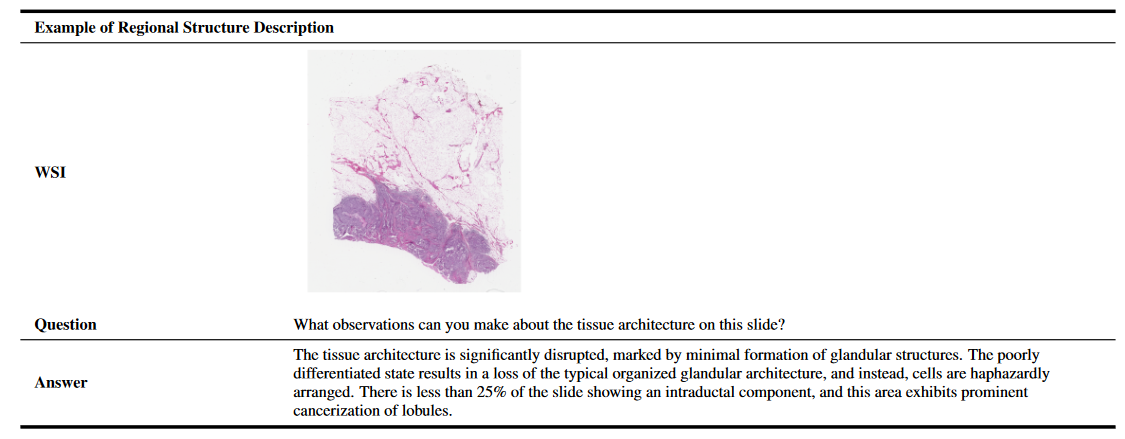 Example of Regional Structure Description
WSI
Question
What observations can you make about the tissue architecture on this slide?
Answer
The tissue architecture is significantly disrupted, marked by minimal formation of glandular structures. The poorly
differentiated state results in a loss of the typical organized glandular architecture, and instead, cells are haphazardly
arranged. There is less than 25% of the slide showing an intraductal component, and this area exhibits prominent
cancerization of lobules.